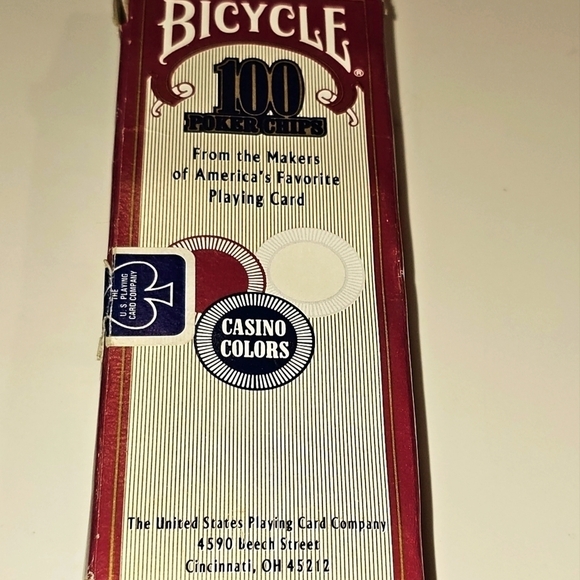 BICYCLE®
100
POKER CHIPS
From the Makers
of America's Favorite
Playing Card
THE
U.S. PLAYING
CARD COMPANY
CASINO
COLORS
The United States Playing Card Company
4590 Beech Street
Cincinnati, OH 45212